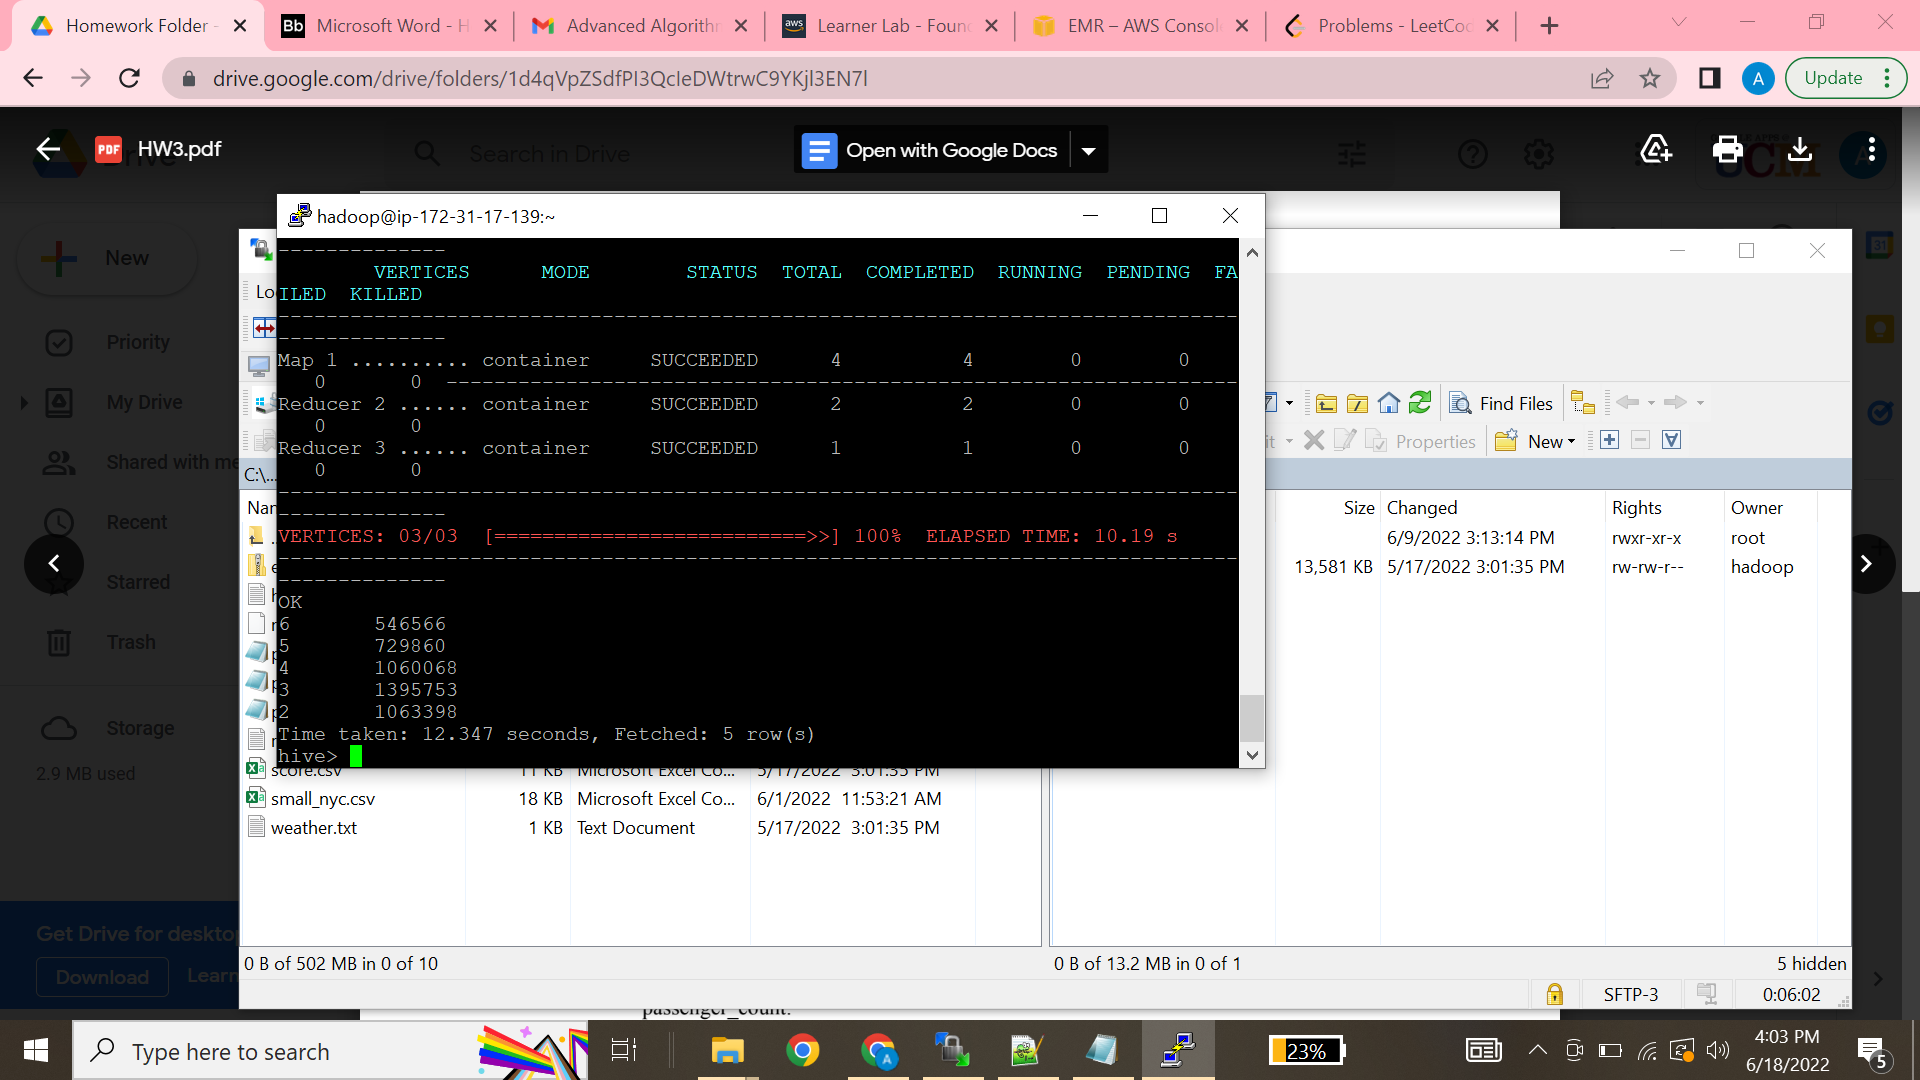 Homework Folder -
Microsoft Word - H
Advanced Algorithm
Learner Lab - Found
EMR – AWS Console
Problems - LeetCod
drive.google.com/drive/folders/1d4qVpZSdfPI3QcIeDWtrwC9YKjl3EN7l
A
Update
PDF
HW3.pdf
Search in Drive
Open with Google Docs
New
Priority
My Drive
Shared with me
Recent
Starred
Trash
Storage
2.9 MB used
Get Drive for desktop
Download
Learn
hadoop@ip-172-31-17-139:~
--------------
VERTICES MODE STATUS TOTAL COMPLETED RUNNING PENDING FA
ILED KILLED
--------------------------------------------------------------------------------
--------------
Map 1 .......... container SUCCEEDED 4 4 0 0
0 0 ------------------------------------------------------------------
Reducer 2 ...... container SUCCEEDED 2 2 0 0
0 0
Reducer 3 ...... container SUCCEEDED 1 1 0 0
0 0
--------------------------------------------------------------------------------
--------------
VERTICES: 03/03 [==========================>>] 100% ELAPSED TIME: 10.19 s
--------------------------------------------------------------------------------
--------------
OK
6 546566
5 729860
4 1060068
3 1395753
2 1063398
Time taken: 12.347 seconds, Fetched: 5 row(s)
hive>
Lo
C:\...
Nar
Find Files
Properties
New
Size Changed Rights Owner
6/9/2022 3:13:14 PM rwxr-xr-x root
13,581 KB 5/17/2022 3:01:35 PM rw-rw-r-- hadoop
score.csv 11 KB Microsoft Excel Co... 5/17/2022 3:01:35 PM
small_nyc.csv 18 KB Microsoft Excel Co... 6/1/2022 11:53:21 AM
weather.txt 1 KB Text Document 5/17/2022 3:01:35 PM
0 B of 502 MB in 0 of 10
0 B of 13.2 MB in 0 of 1
5 hidden
SFTP-3
0:06:02
passenger_count.
Type here to search
23%
4:03 PM
6/18/2022
5